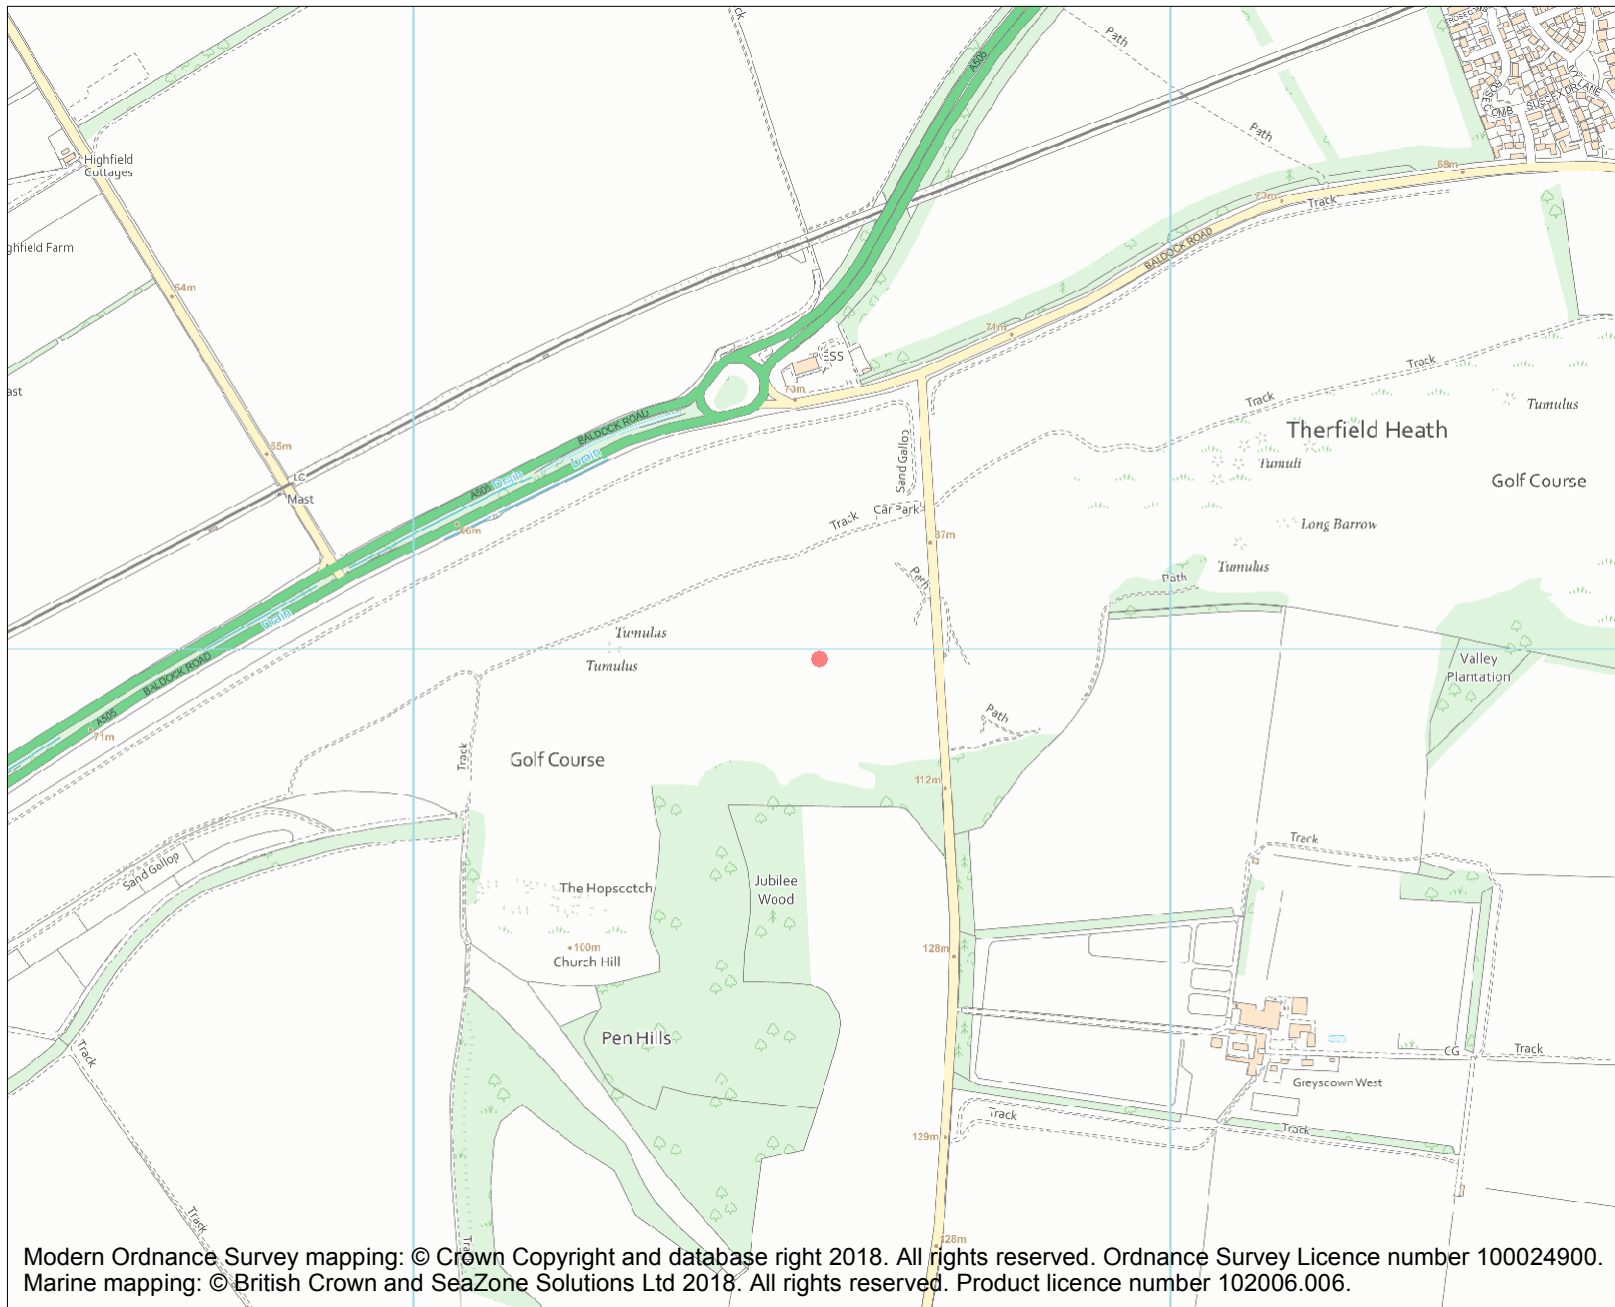 Path
A505
ROSE
IVY LANE
SUSSEX
LANE
Path
68m
Highfield
Cottages
73m
Track
BALDOCK ROAD
ghfield Farm
64m
71m
ESS
Track
ast
73m
Track
Tumulus
BALDOCK ROAD
Therfield Heath
Sand Gallop
65m
Drain
Tumuli
LC
Drain
Golf Course
A505
Mast
Car Park
Track
66m
Long Barrow
87m
Path
Tumulus
Path
Drain
Tumulus
Tumulus
BALDOCK ROAD
Valley
Plantation
A505
71m
Path
Track
Golf Course
112m
Track
Sand Gallop
The Hopscotch
Jubilee
Wood
100m
Church Hill
128m
Pen Hills
Track
CG
Track
Greyscown West
Track
129m
Track
Track
128m
Modern Ordnance Survey mapping: © Crown Copyright and database right 2018. All rights reserved. Ordnance Survey Licence number 100024900.
Marine mapping: © British Crown and SeaZone Solutions Ltd 2018. All rights reserved. Product licence number 102006.006.